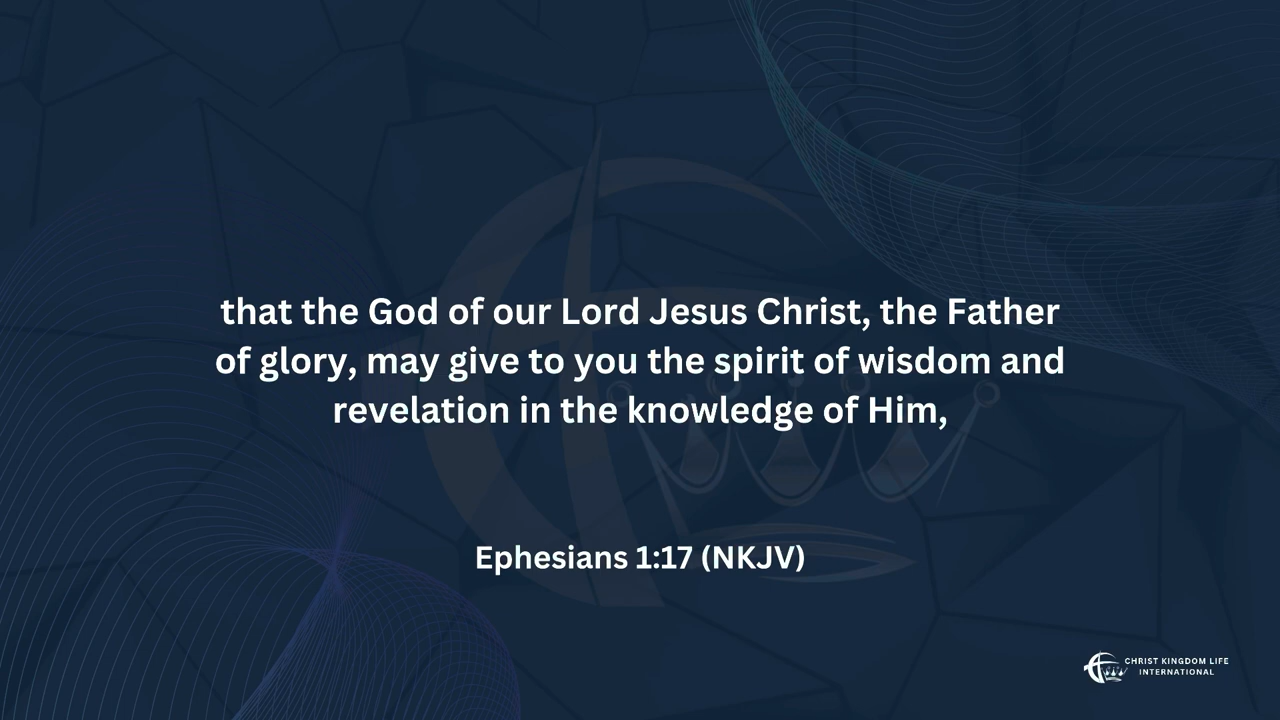 that the God of our Lord Jesus Christ, the Father
of glory, may give to you the spirit of wisdom and
revelation in the knowledge of Him,
Ephesians 1:17 (NKJV)
CHRIST KINGDOM LIFE
INTERNATIONAL